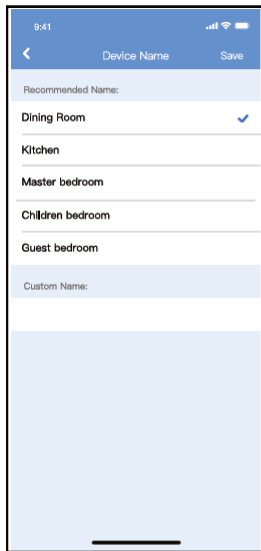 9:41
Device Name
Save
Recommended Name:
Dining Room
Kitchen
Master bedroom
Children bedroom
Guest bedroom
Custom Name: